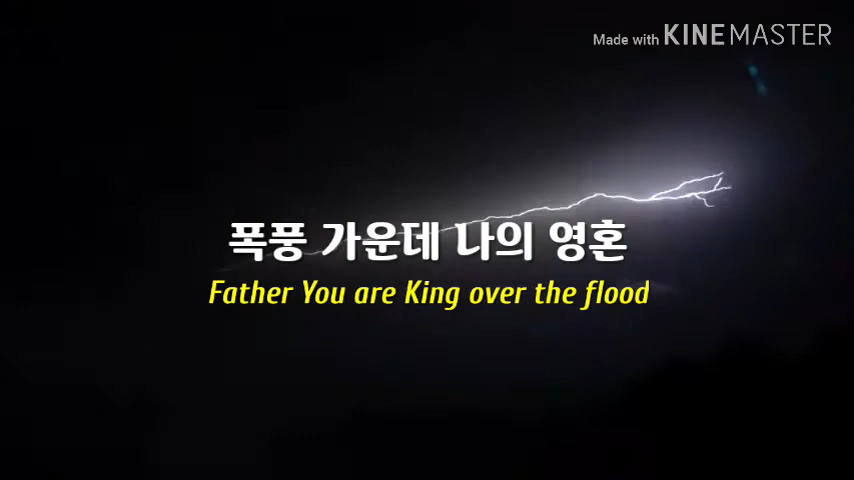 Made with KINEMASTER
폭풍 가운데 나의 영혼
Father You are King over the flood